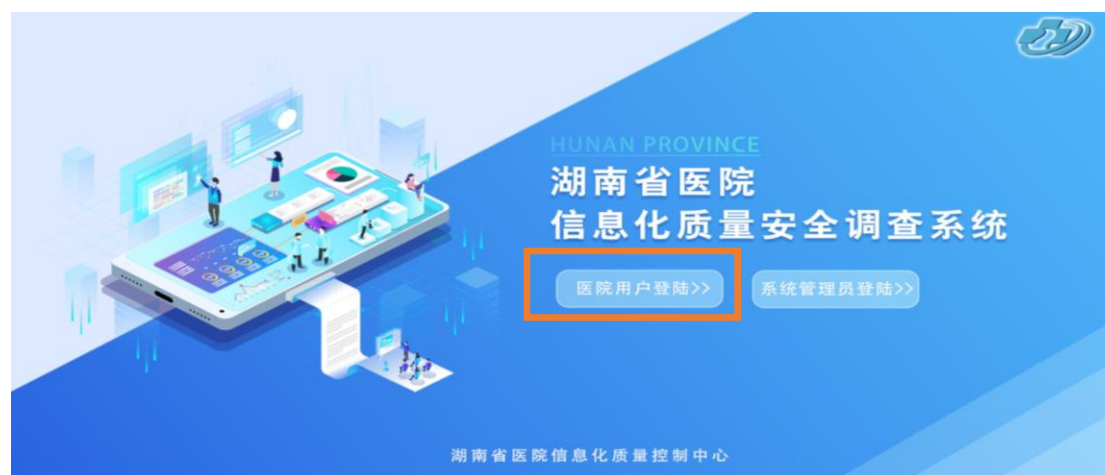 HUNAN PROVINCE
湖南省医院
信息化质量安全调查系统
医院用户登陆>>
系统管理员登陆>>
湖南省医院信息化质量控制中心